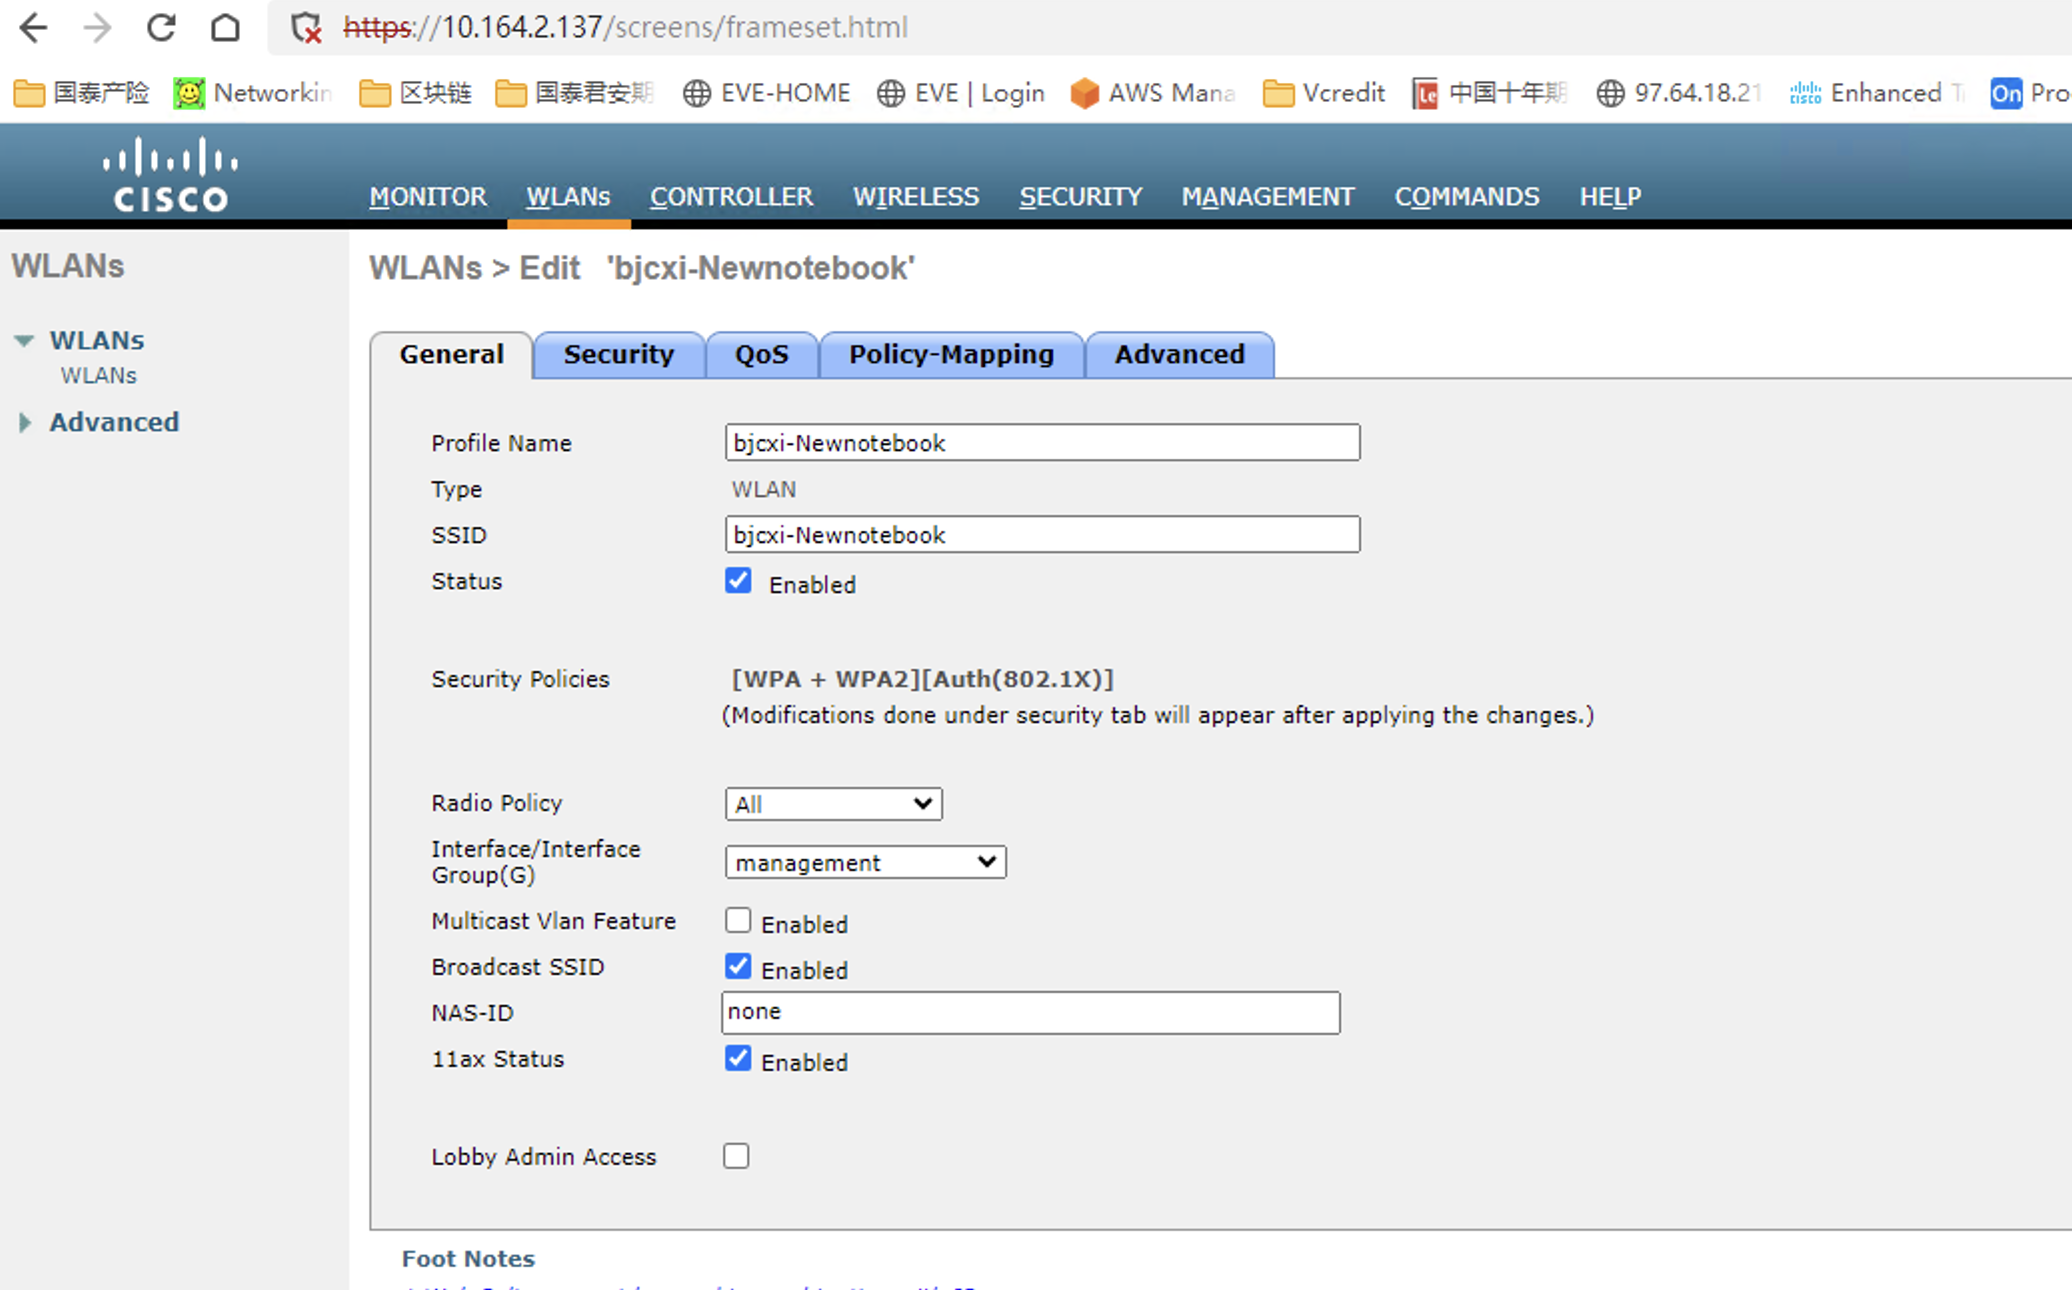 https://10.164.2.137/screens/frameset.html
国泰产险 Networkin 区块链 国泰君安期 EVE-HOME EVE | Login AWS Mana Vcredit 中国十年期 97.64.18.21 Enhanced On Pro
CISCO
MONITOR WLANs CONTROLLER WIRELESS SECURITY MANAGEMENT COMMANDS HELP
WLANs
WLANs
WLANs
Advanced
WLANs > Edit 'bjcxi-Newnotebook'
General Security QoS Policy-Mapping Advanced
Profile Name bjcxi-Newnotebook
Type WLAN
SSID bjcxi-Newnotebook
Status Enabled
Security Policies [WPA + WPA2][Auth(802.1X)]
(Modifications done under security tab will appear after applying the changes.)
Radio Policy All
Interface/Interface
Group(G) management
Multicast Vlan Feature Enabled
Broadcast SSID Enabled
NAS-ID none
11ax Status Enabled
Lobby Admin Access
Foot Notes